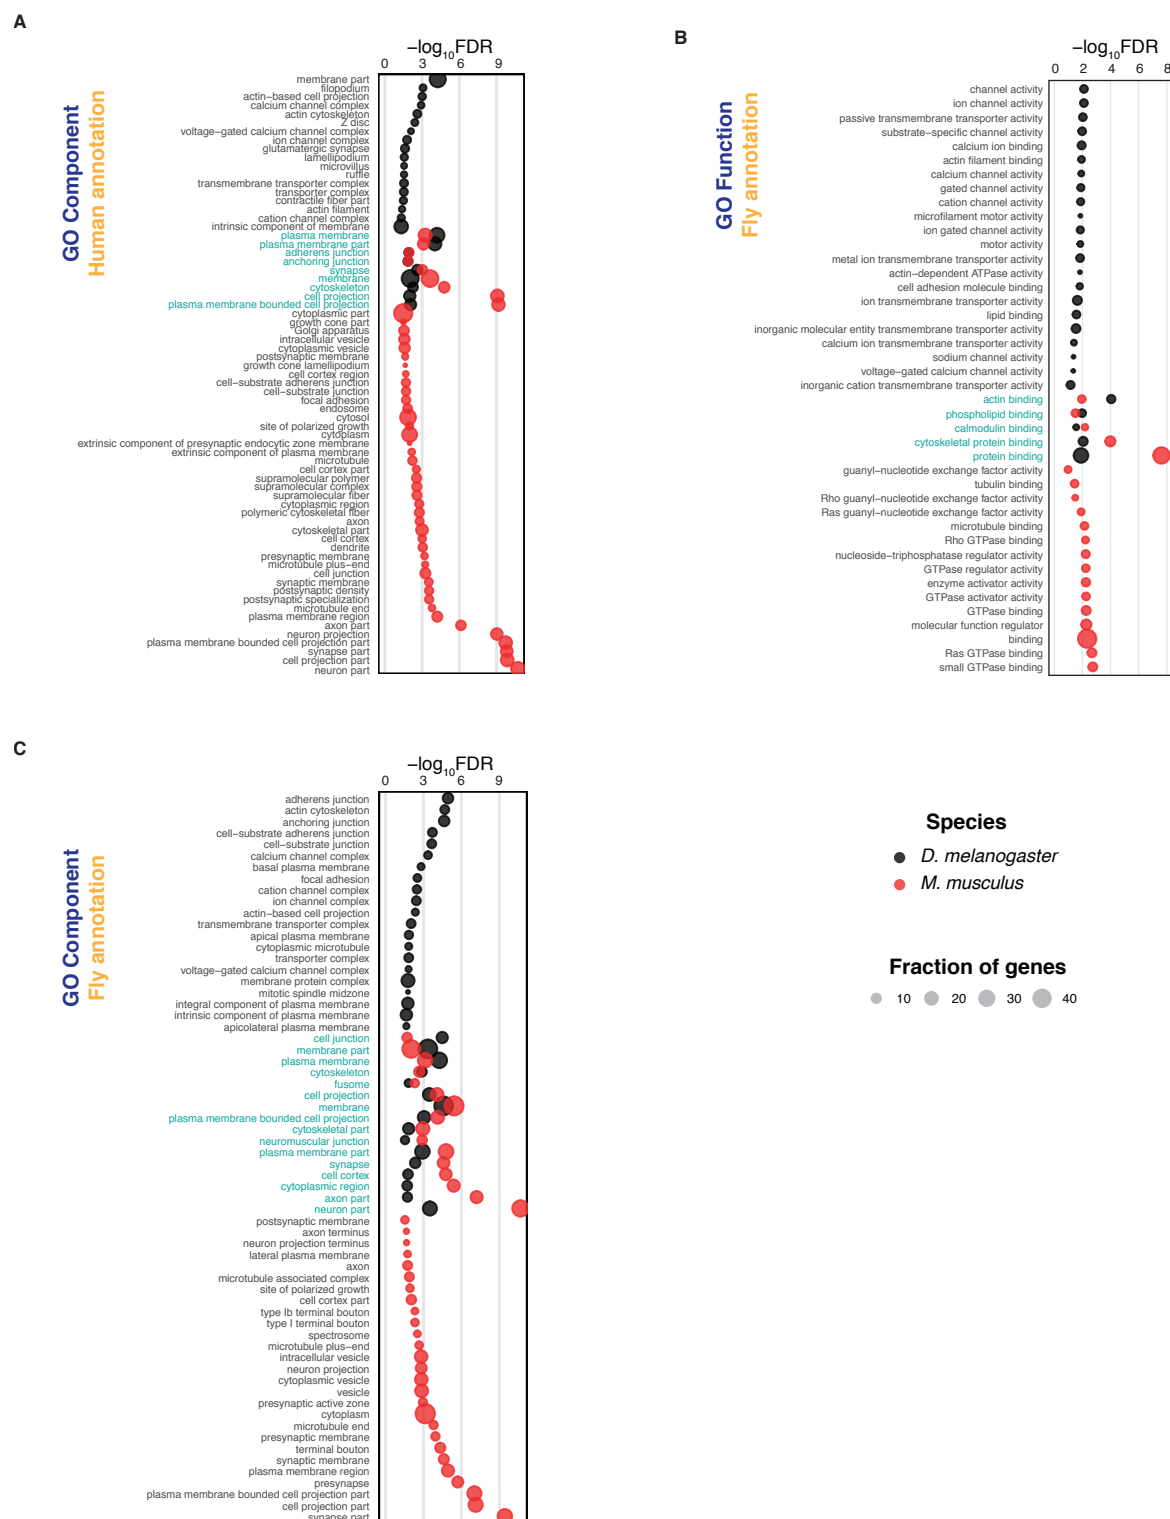 A
−log10FDR
0 3 6 9
GO Component
Human annotation
membrane part
filopodium
actin−based cell projection
calcium channel complex
actin cytoskeleton
Z disc
voltage−gated calcium channel complex
ion channel complex
glutamatergic synapse
lamellipodium
microvillus
ruffle
transmembrane transporter complex
transporter complex
contractile fiber part
actin filament
cation channel complex
intrinsic component of membrane
plasma membrane
plasma membrane part
adherens junction
anchoring junction
synapse
membrane
cytoskeleton
cell projection
plasma membrane bounded cell projection
cytoplasmic part
growth cone part
Golgi apparatus
intracellular vesicle
cytoplasmic vesicle
postsynaptic membrane
growth cone lamellipodium
cell cortex region
cell−substrate adherens junction
cell−substrate junction
focal adhesion
endosome
cytosol
site of polarized growth
cytoplasm
extrinsic component of presynaptic endocytic zone membrane
extrinsic component of plasma membrane
microtubule
cell cortex part
supramolecular polymer
supramolecular complex
supramolecular fiber
cytoplasmic region
polymeric cytoskeletal fiber
axon
cytoskeletal part
cell cortex
dendrite
presynaptic membrane
microtubule plus−end
cell junction
synaptic membrane
postsynaptic density
postsynaptic specialization
microtubule end
plasma membrane region
axon part
neuron projection
plasma membrane bounded cell projection part
synapse part
cell projection part
neuron part
B
−log10FDR
0 2 4 6 8
GO Function
Fly annotation
channel activity
ion channel activity
passive transmembrane transporter activity
substrate−specific channel activity
calcium ion binding
actin filament binding
calcium channel activity
gated channel activity
cation channel activity
microfilament motor activity
ion gated channel activity
motor activity
metal ion transmembrane transporter activity
actin−dependent ATPase activity
cell adhesion molecule binding
ion transmembrane transporter activity
lipid binding
inorganic molecular entity transmembrane transporter activity
calcium ion transmembrane transporter activity
sodium channel activity
voltage−gated calcium channel activity
inorganic cation transmembrane transporter activity
actin binding
phospholipid binding
calmodulin binding
cytoskeletal protein binding
protein binding
guanyl−nucleotide exchange factor activity
tubulin binding
Rho guanyl−nucleotide exchange factor activity
Ras guanyl−nucleotide exchange factor activity
microtubule binding
Rho GTPase binding
nucleoside−triphosphatase regulator activity
GTPase regulator activity
enzyme activator activity
GTPase activator activity
GTPase binding
molecular function regulator
binding
Ras GTPase binding
small GTPase binding
C
−log10FDR
0 3 6 9
GO Component
Fly annotation
adherens junction
actin cytoskeleton
anchoring junction
cell−substrate adherens junction
cell−substrate junction
calcium channel complex
basal plasma membrane
focal adhesion
cation channel complex
ion channel complex
actin−based cell projection
transmembrane transporter complex
apical plasma membrane
cytoplasmic microtubule
transporter complex
voltage−gated calcium channel complex
membrane protein complex
mitotic spindle midzone
integral component of plasma membrane
intrinsic component of plasma membrane
apicolateral plasma membrane
cell junction
membrane part
plasma membrane
cytoskeleton
fusome
cell projection
membrane
plasma membrane bounded cell projection
cytoskeletal part
neuromuscular junction
plasma membrane part
synapse
cell cortex
cytoplasmic region
axon part
neuron part
postsynaptic membrane
axon terminus
neuron projection terminus
lateral plasma membrane
axon
microtubule associated complex
site of polarized growth
cell cortex part
type Ib terminal bouton
type I terminal bouton
spectrosome
microtubule plus−end
intracellular vesicle
neuron projection
cytoplasmic vesicle
vesicle
presynaptic active zone
cytoplasm
microtubule end
presynaptic membrane
terminal bouton
synaptic membrane
plasma membrane region
presynapse
plasma membrane bounded cell projection part
cell projection part
synapse part
Species
D. melanogaster
M. musculus
Fraction of genes
10 20 30 40